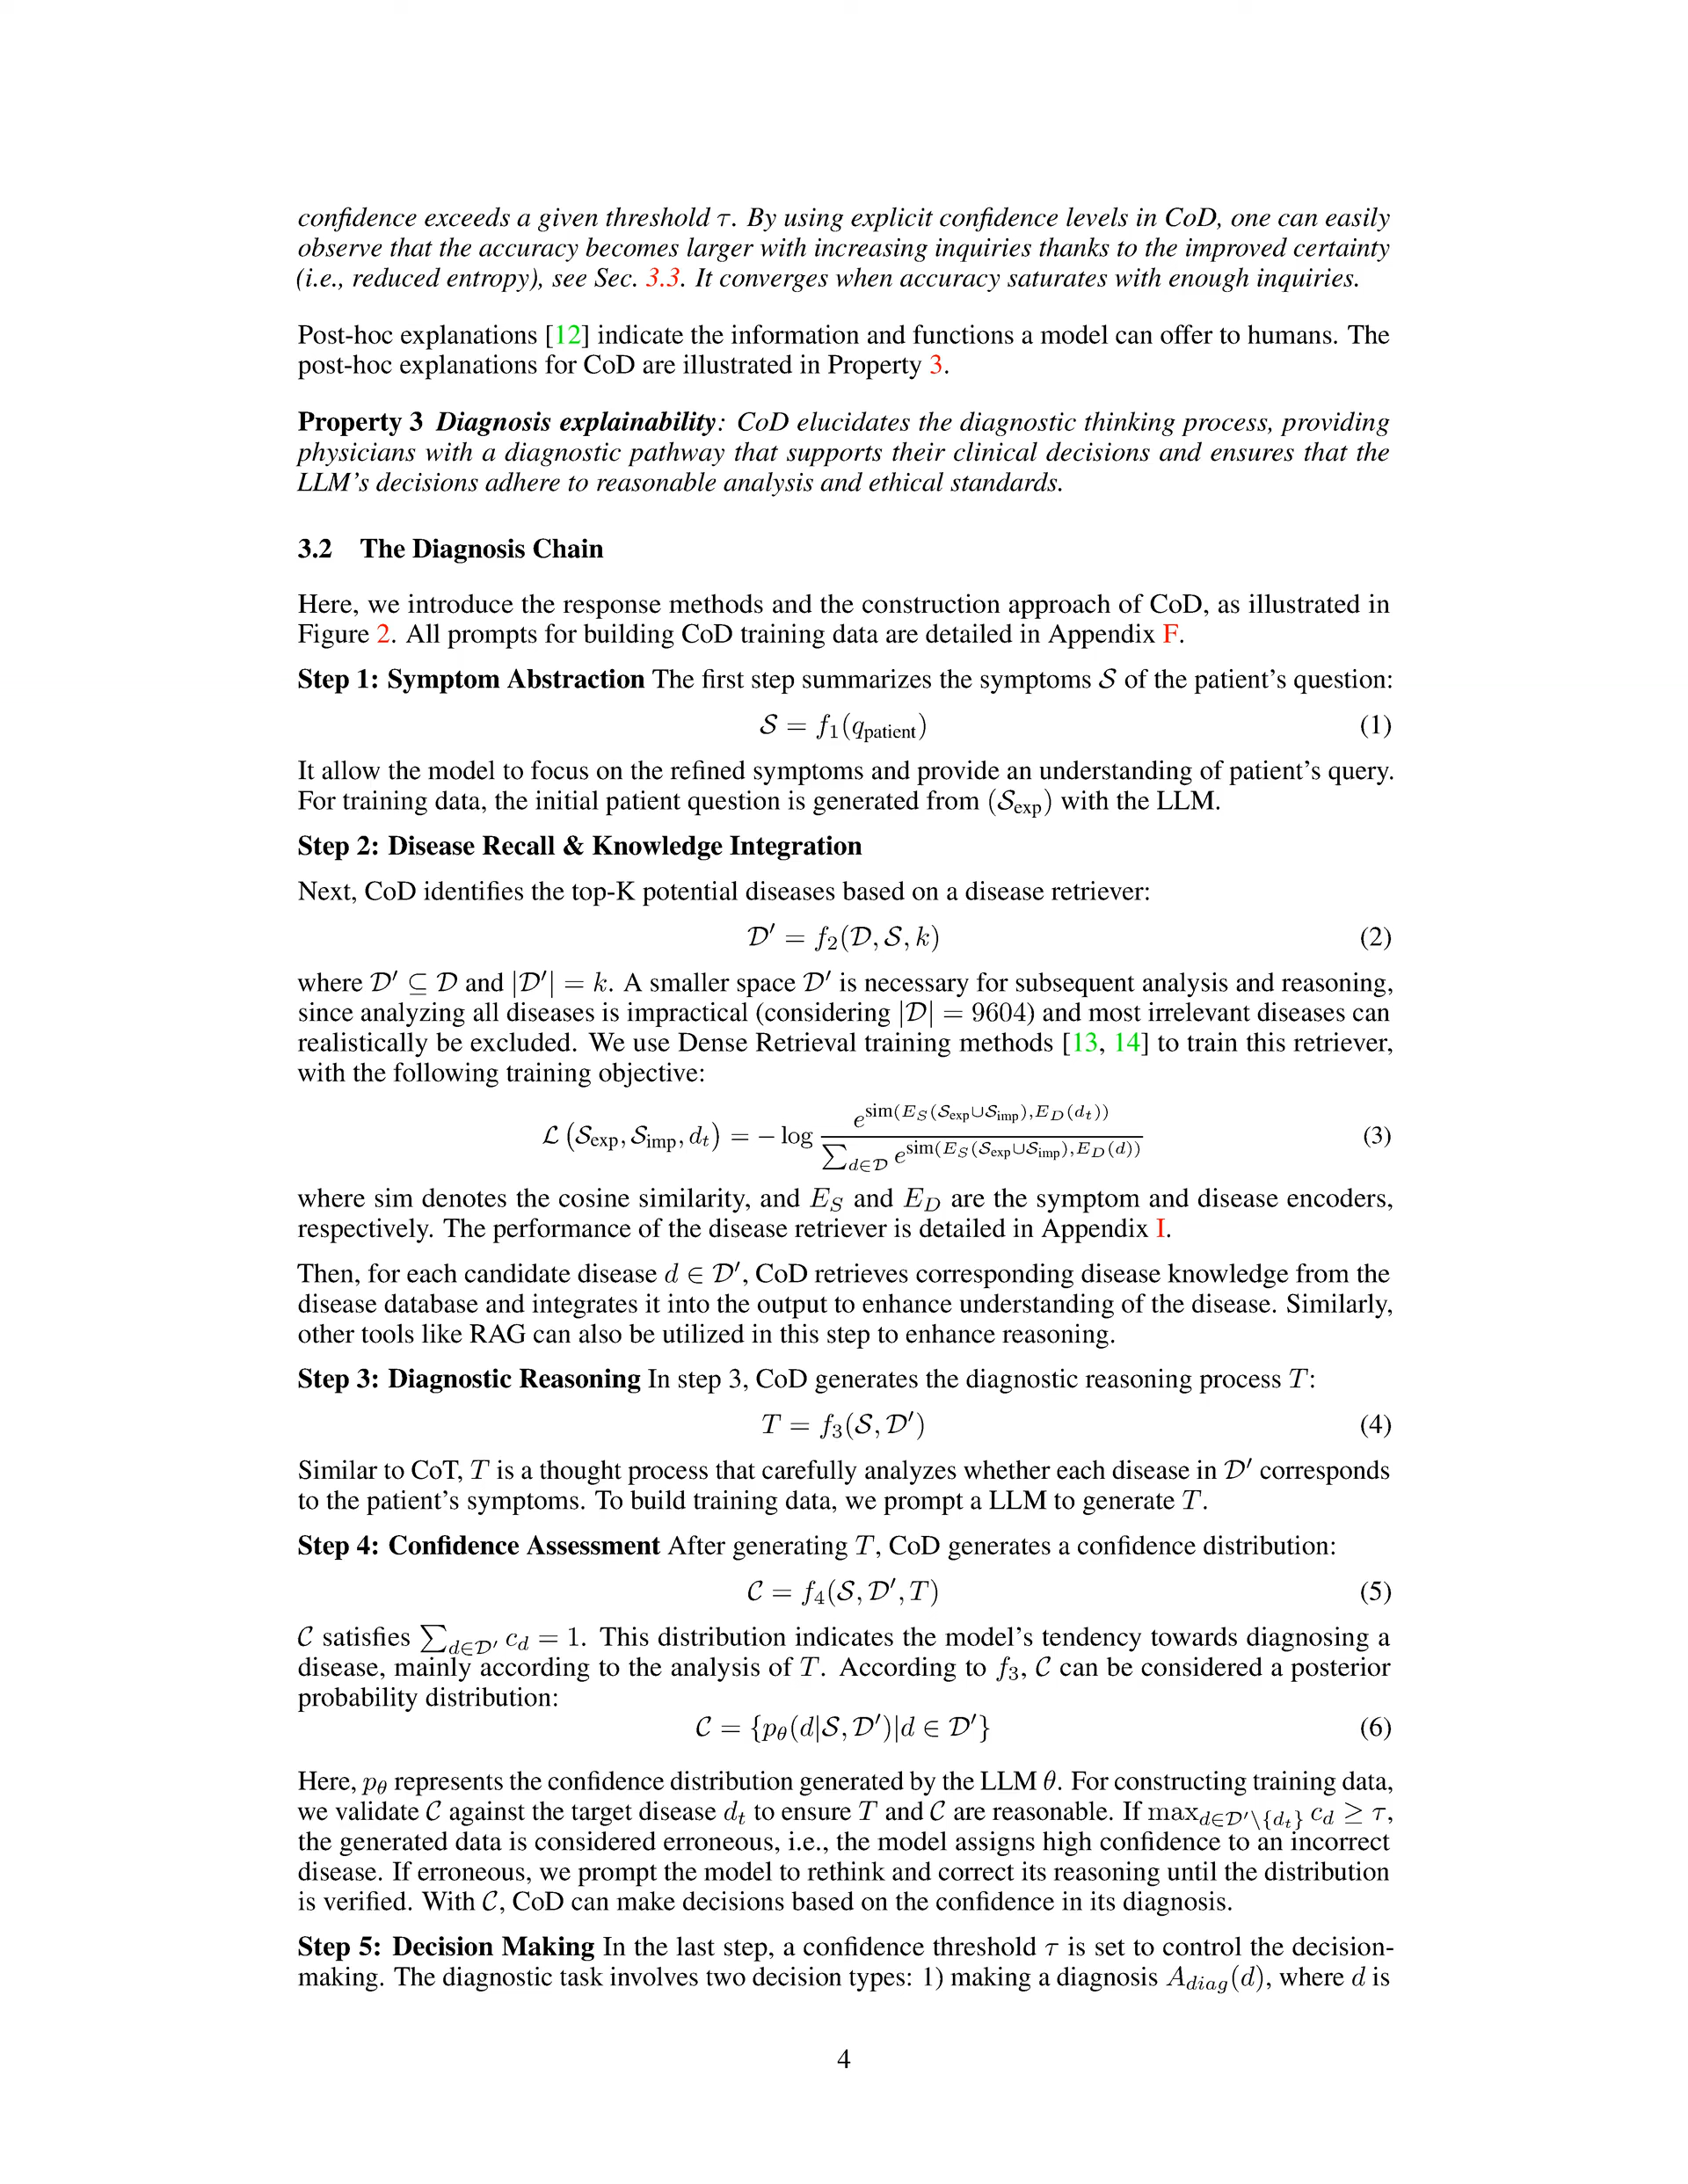 confidence exceeds a given threshold τ. By using explicit confidence levels in CoD, one can easily
observe that the accuracy becomes larger with increasing inquiries thanks to the improved certainty
(i.e., reduced entropy), see Sec. 3.3. It converges when accuracy saturates with enough inquiries.
Post-hoc explanations [12] indicate the information and functions a model can offer to humans. The
post-hoc explanations for CoD are illustrated in Property 3.
Property 3 Diagnosis explainability: CoD elucidates the diagnostic thinking process, providing
physicians with a diagnostic pathway that supports their clinical decisions and ensures that the
LLM's decisions adhere to reasonable analysis and ethical standards.
3.2 The Diagnosis Chain
Here, we introduce the response methods and the construction approach of CoD, as illustrated in
Figure 2. All prompts for building CoD training data are detailed in Appendix F.
Step 1: Symptom Abstraction The first step summarizes the symptoms S of the patient's question:
S = f₁(q_patient) (1)
It allow the model to focus on the refined symptoms and provide an understanding of patient's query.
For training data, the initial patient question is generated from (S_exp) with the LLM.
Step 2: Disease Recall & Knowledge Integration
Next, CoD identifies the top-K potential diseases based on a disease retriever:
D′ = f₂(D, S, k) (2)
where D′ ⊆ D and |D′| = k. A smaller space D′ is necessary for subsequent analysis and reasoning,
since analyzing all diseases is impractical (considering |D| = 9604) and most irrelevant diseases can
realistically be excluded. We use Dense Retrieval training methods [13, 14] to train this retriever,
with the following training objective:
L (S_exp, S_imp, d_t) = − log e^{sim(E_S(S_exp∪S_imp),E_D(d_t))} / ∑_{d∈D} e^{sim(E_S(S_exp∪S_imp),E_D(d))} (3)
where sim denotes the cosine similarity, and E_S and E_D are the symptom and disease encoders,
respectively. The performance of the disease retriever is detailed in Appendix I.
Then, for each candidate disease d ∈ D′, CoD retrieves corresponding disease knowledge from the
disease database and integrates it into the output to enhance understanding of the disease. Similarly,
other tools like RAG can also be utilized in this step to enhance reasoning.
Step 3: Diagnostic Reasoning In step 3, CoD generates the diagnostic reasoning process T:
T = f₃(S, D′) (4)
Similar to CoT, T is a thought process that carefully analyzes whether each disease in D′ corresponds
to the patient's symptoms. To build training data, we prompt a LLM to generate T.
Step 4: Confidence Assessment After generating T, CoD generates a confidence distribution:
C = f₄(S, D′, T) (5)
C satisfies ∑_{d∈D′} c_d = 1. This distribution indicates the model's tendency towards diagnosing a
disease, mainly according to the analysis of T. According to f₃, C can be considered a posterior
probability distribution:
C = {p_θ(d|S, D′)|d ∈ D′} (6)
Here, p_θ represents the confidence distribution generated by the LLM θ. For constructing training data,
we validate C against the target disease d_t to ensure T and C are reasonable. If max_{d∈D′\{d_t}} c_d ≥ τ,
the generated data is considered erroneous, i.e., the model assigns high confidence to an incorrect
disease. If erroneous, we prompt the model to rethink and correct its reasoning until the distribution
is verified. With C, CoD can make decisions based on the confidence in its diagnosis.
Step 5: Decision Making In the last step, a confidence threshold τ is set to control the decision-
making. The diagnostic task involves two decision types: 1) making a diagnosis A_diag(d), where d is
4